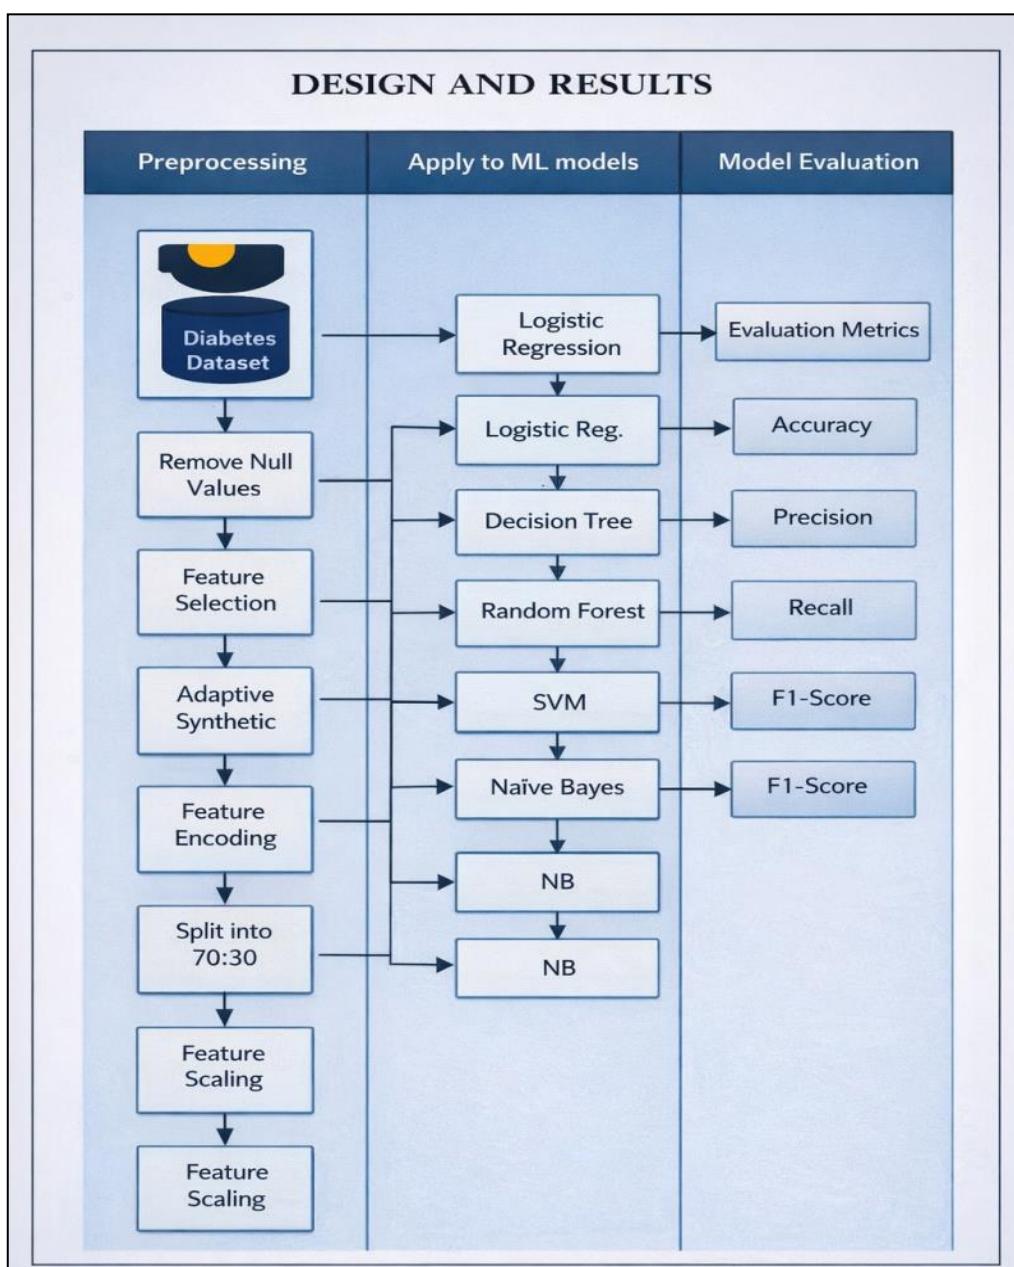 DESIGN AND RESULTS
Preprocessing
Apply to ML models
Model Evaluation
Diabetes
Dataset
Remove Null
Values
Feature
Selection
Adaptive
Synthetic
Feature
Encoding
Split into
70:30
Feature
Scaling
Feature
Scaling
Logistic
Regression
Logistic Reg.
Decision Tree
Random Forest
SVM
Naïve Bayes
NB
NB
Evaluation Metrics
Accuracy
Precision
Recall
F1-Score
F1-Score